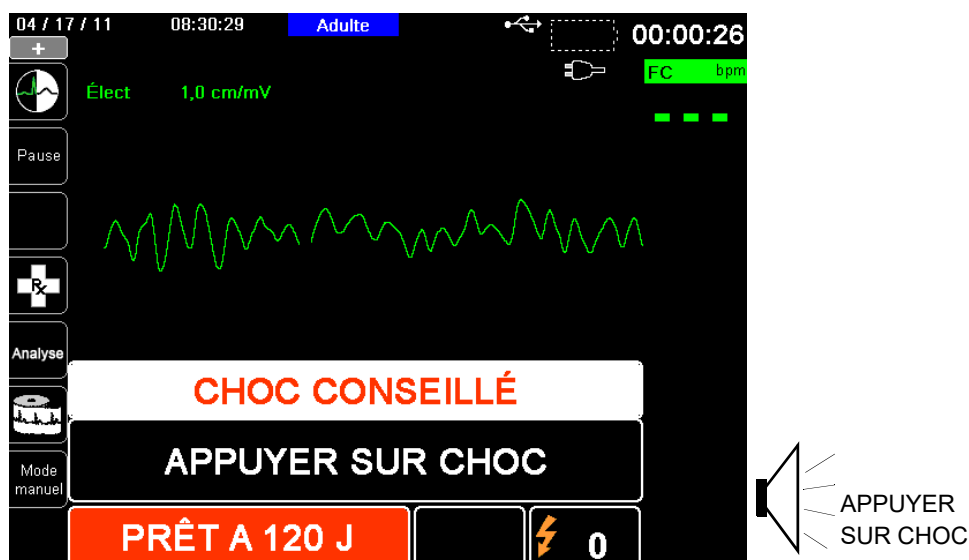 04 / 17 / 11 08:30:29 Adulte 00:00:26
+
FC bpm
Élect 1,0 cm/mV
- - -
Pause
Rx
Analyse
CHOC CONSEILLÉ
Mode
manuel
APPUYER SUR CHOC
PRÊT A 120 J 0
APPUYER
SUR CHOC